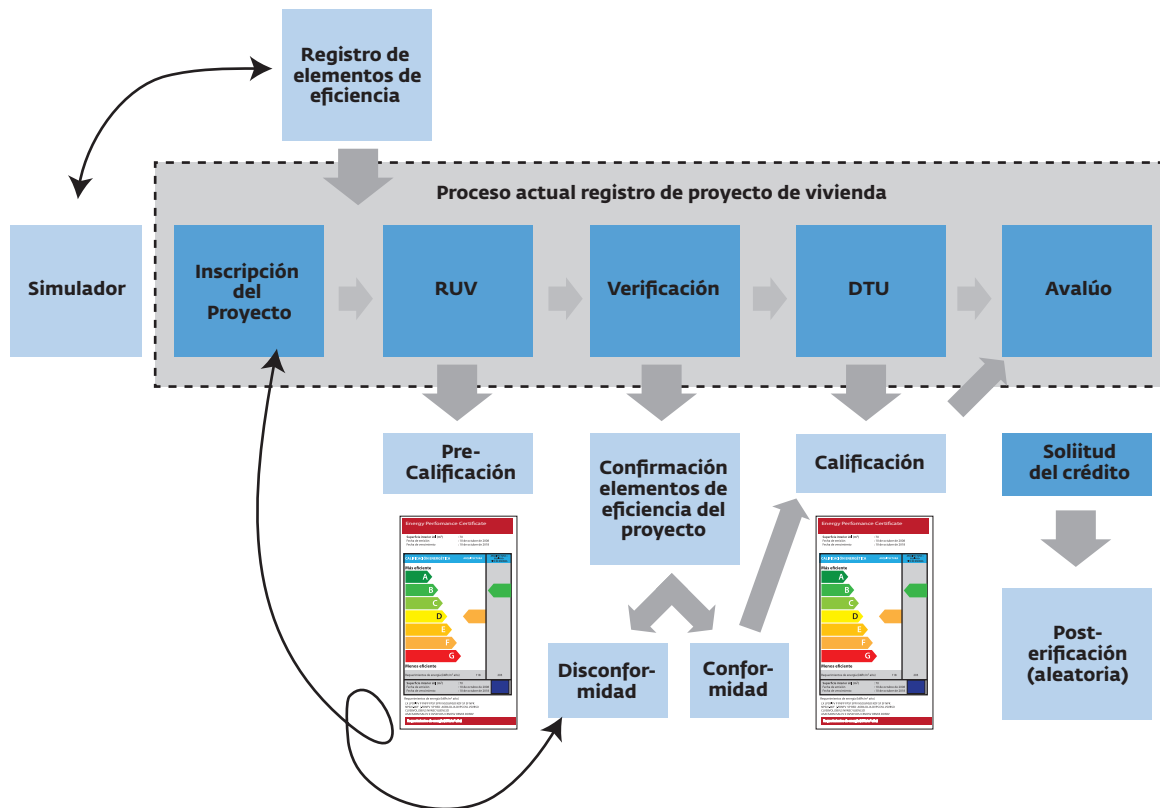 Registro de
elementos de
eficiencia
Proceso actual registro de proyecto de vivienda
Simulador
Inscripción
del
Proyecto
RUV
Verificación
DTU
Avalúo
Pre-
Calificación
Confirmación
elementos de
eficiencia del
proyecto
Calificación
Soliitud
del crédito
Energy Perfomance Certificate
Más eficiente
A
B
C
D
E
F
G
Menos eficiente
Energy Perfomance Certificate
Más eficiente
A
B
C
D
E
F
G
Menos eficiente
Disconfor-
midad
Confor-
midad
Post-
erificación
(aleatoria)